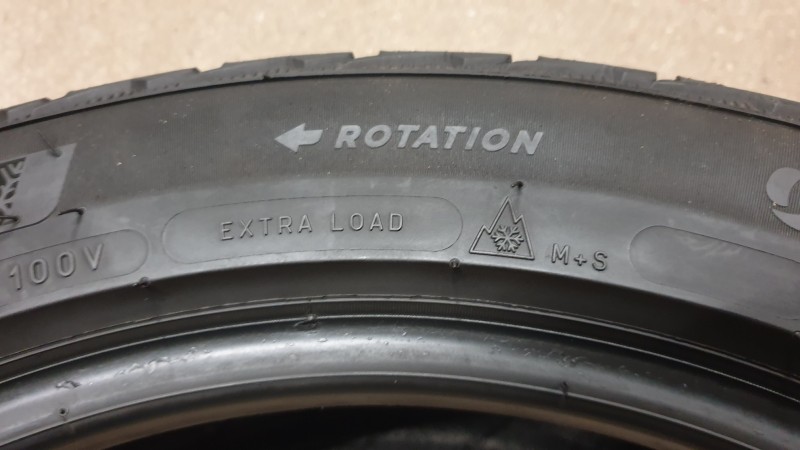 ROTATION
100V
EXTRA LOAD
M+S